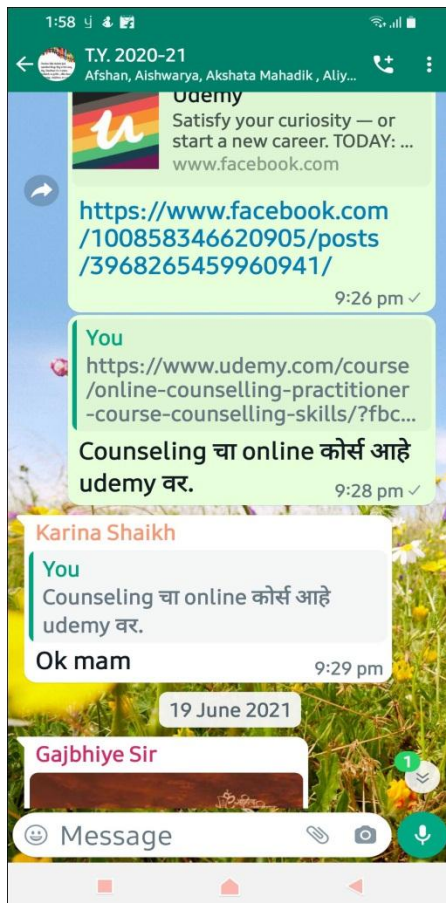 1:58
T.Y. 2020-21
Afshan, Aishwarya, Akshata Mahadik , Aliy...
Udemy
Satisfy your curiosity — or
start a new career. TODAY: ...
www.facebook.com
https://www.facebook.com
/100858346620905/posts
/3968265459960941/
9:26 pm
You
https://www.udemy.com/course
/online-counselling-practitioner
-course-counselling-skills/?fbc...
Counseling चा online कोर्स आहे
udemy वर.
9:28 pm
Karina Shaikh
You
Counseling चा online कोर्स आहे
udemy वर.
Ok mam
9:29 pm
19 June 2021
Gajbhiye Sir
1
Message